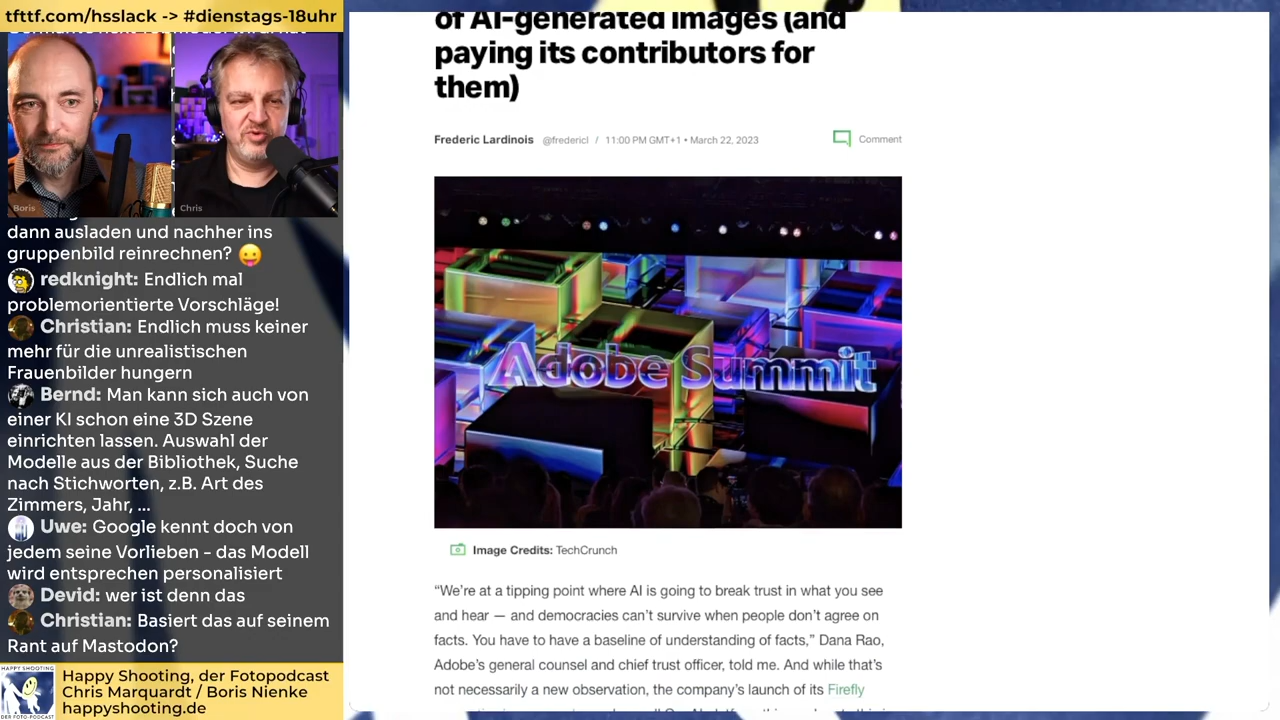 tfttf.com/hsslack -> #dienstags-18uhr
Boris
Chris
dann ausladen und nachher ins
gruppenbild reinrechnen? 😛
redknight: Endlich mal
problemorientierte Vorschläge!
Christian: Endlich muss keiner
mehr für die unrealistischen
Frauenbilder hungern
Bernd: Man kann sich auch von
einer KI schon eine 3D Szene
einrichten lassen. Auswahl der
Modelle aus der Bibliothek, Suche
nach Stichworten, z.B. Art des
Zimmers, Jahr, ...
Uwe: Google kennt doch von
jedem seine Vorlieben - das Modell
wird entsprechen personalisiert
Devid: wer ist denn das
Christian: Basiert das auf seinem
Rant auf Mastodon?
HAPPY SHOOTING
DER FOTO-PODCAST
Happy Shooting, der Fotopodcast
Chris Marquardt / Boris Nienke
happyshooting.de
of AI-generated images (and
paying its contributors for
them)
Frederic Lardinois @fredericl / 11:00 PM GMT+1 • March 22, 2023
Comment
Adobe Summit
Image Credits: TechCrunch
“We’re at a tipping point where AI is going to break trust in what you see
and hear — and democracies can’t survive when people don’t agree on
facts. You have to have a baseline of understanding of facts,” Dana Rao,
Adobe’s general counsel and chief trust officer, told me. And while that’s
not necessarily a new observation, the company’s launch of its Firefly